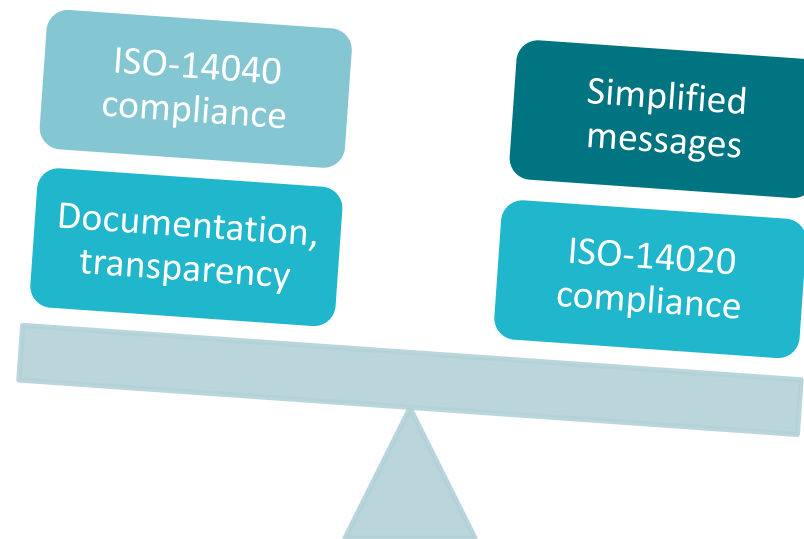 ISO-14040
compliance
Documentation,
transparency
Simplified
messages
ISO-14020
compliance